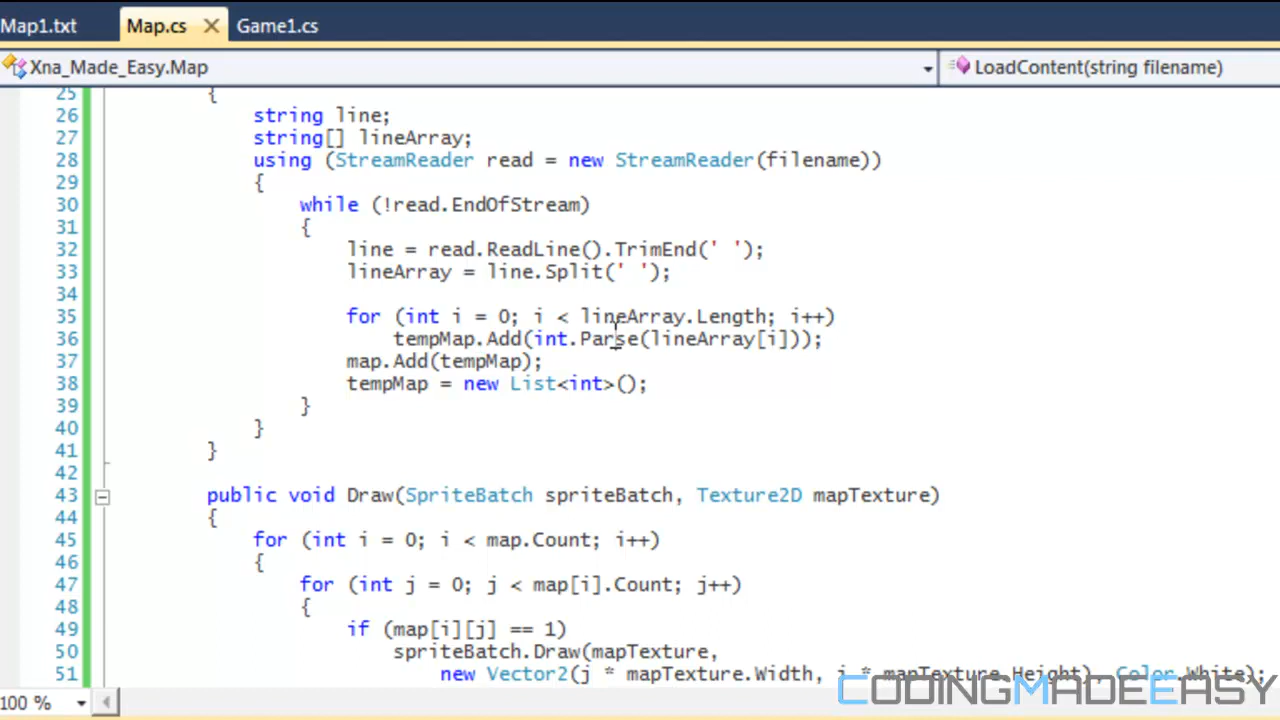 Map1.txt Map.cs Game1.cs
Xna_Made_Easy.Map LoadContent(string filename)
25 {
26 string line;
27 string[] lineArray;
28 using (StreamReader read = new StreamReader(filename))
29 {
30 while (!read.EndOfStream)
31 {
32 line = read.ReadLine().TrimEnd(' ');
33 lineArray = line.Split(' ');
34
35 for (int i = 0; i < lineArray.Length; i++)
36 tempMap.Add(int.Parse(lineArray[i]));
37 map.Add(tempMap);
38 tempMap = new List<int>();
39 }
40 }
41 }
42
43 public void Draw(SpriteBatch spriteBatch, Texture2D mapTexture)
44 {
45 for (int i = 0; i < map.Count; i++)
46 {
47 for (int j = 0; j < map[i].Count; j++)
48 {
49 if (map[i][j] == 1)
50 spriteBatch.Draw(mapTexture,
51 new Vector2(j * mapTexture.Width, i * mapTexture.Height), Color.White);
CODINGMADEEASY
100 %